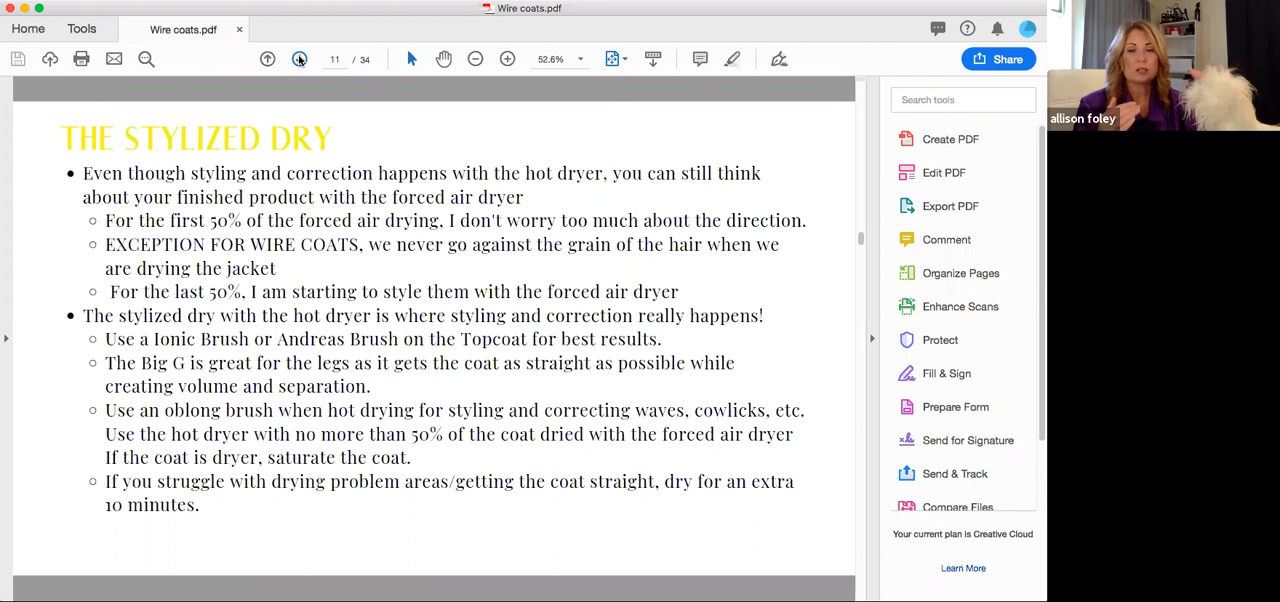 Wire coats.pdf
Home
Tools
Wire coats.pdf
11 / 34
52.6%
Share
Search tools
Create PDF
Edit PDF
Export PDF
Comment
Organize Pages
Enhance Scans
Protect
Fill & Sign
Prepare Form
Send for Signature
Send & Track
Compare Files
Your current plan is Creative Cloud
Learn More
allison foley
THE STYLIZED DRY
Even though styling and correction happens with the hot dryer, you can still think
about your finished product with the forced air dryer
For the first 50% of the forced air drying, I don't worry too much about the direction.
EXCEPTION FOR WIRE COATS, we never go against the grain of the hair when we
are drying the jacket
For the last 50%, I am starting to style them with the forced air dryer
The stylized dry with the hot dryer is where styling and correction really happens!
Use a Ionic Brush or Andreas Brush on the Topcoat for best results.
The Big G is great for the legs as it gets the coat as straight as possible while
creating volume and separation.
Use an oblong brush when hot drying for styling and correcting waves, cowlicks, etc.
Use the hot dryer with no more than 50% of the coat dried with the forced air dryer
If the coat is dryer, saturate the coat.
If you struggle with drying problem areas/getting the coat straight, dry for an extra
10 minutes.